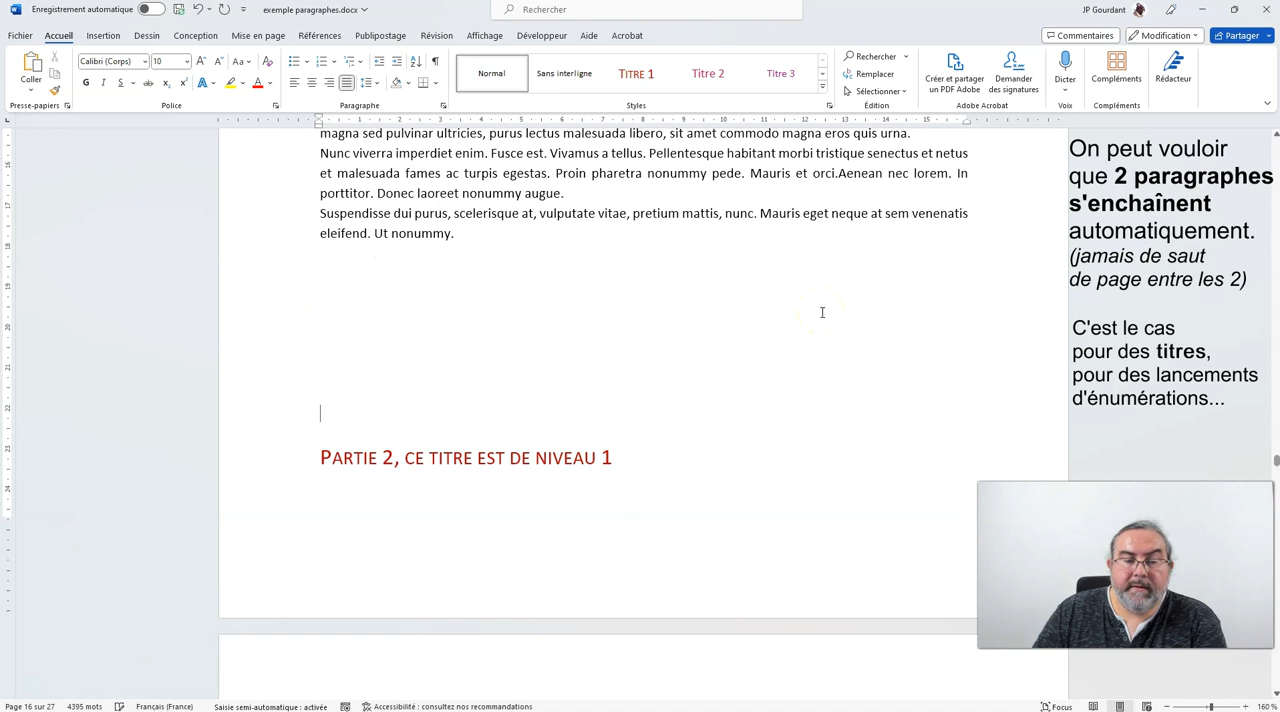 Enregistrement automatique
exemple paragraphes.docx
Rechercher
JP Gourdant
Fichier Accueil Insertion Dessin Conception Mise en page Références Publipostage Révision Affichage Développeur Aide Acrobat
Commentaires Modification Partager
Coller
Calibri (Corps) 10
Normal Sans interligne TITRE 1 Titre 2 Titre 3
Rechercher
Remplacer
Sélectionner
Créer et partager un PDF Adobe
Demander des signatures
Dicter
Compléments
Rédacteur
Presse-papiers Police Paragraphe Styles Édition Adobe Acrobat Voix Compléments
magna sed pulvinar ultricies, purus lectus malesuada libero, sit amet commodo magna eros quis urna.
Nunc viverra imperdiet enim. Fusce est. Vivamus a tellus. Pellentesque habitant morbi tristique senectus et netus
et malesuada fames ac turpis egestas. Proin pharetra nonummy pede. Mauris et orci.Aenean nec lorem. In
porttitor. Donec laoreet nonummy augue.
Suspendisse dui purus, scelerisque at, vulputate vitae, pretium mattis, nunc. Mauris eget neque at sem venenatis
eleifend. Ut nonummy.
PARTIE 2, CE TITRE EST DE NIVEAU 1
On peut vouloir
que 2 paragraphes
s'enchaînent
automatiquement.
(jamais de saut
de page entre les 2)
C'est le cas
pour des titres,
pour des lancements
d'énumérations...
Page 16 sur 27 4395 mots Français (France) Saisie semi-automatique : activée Accessibilité : consultez nos recommandations Focus 160 %